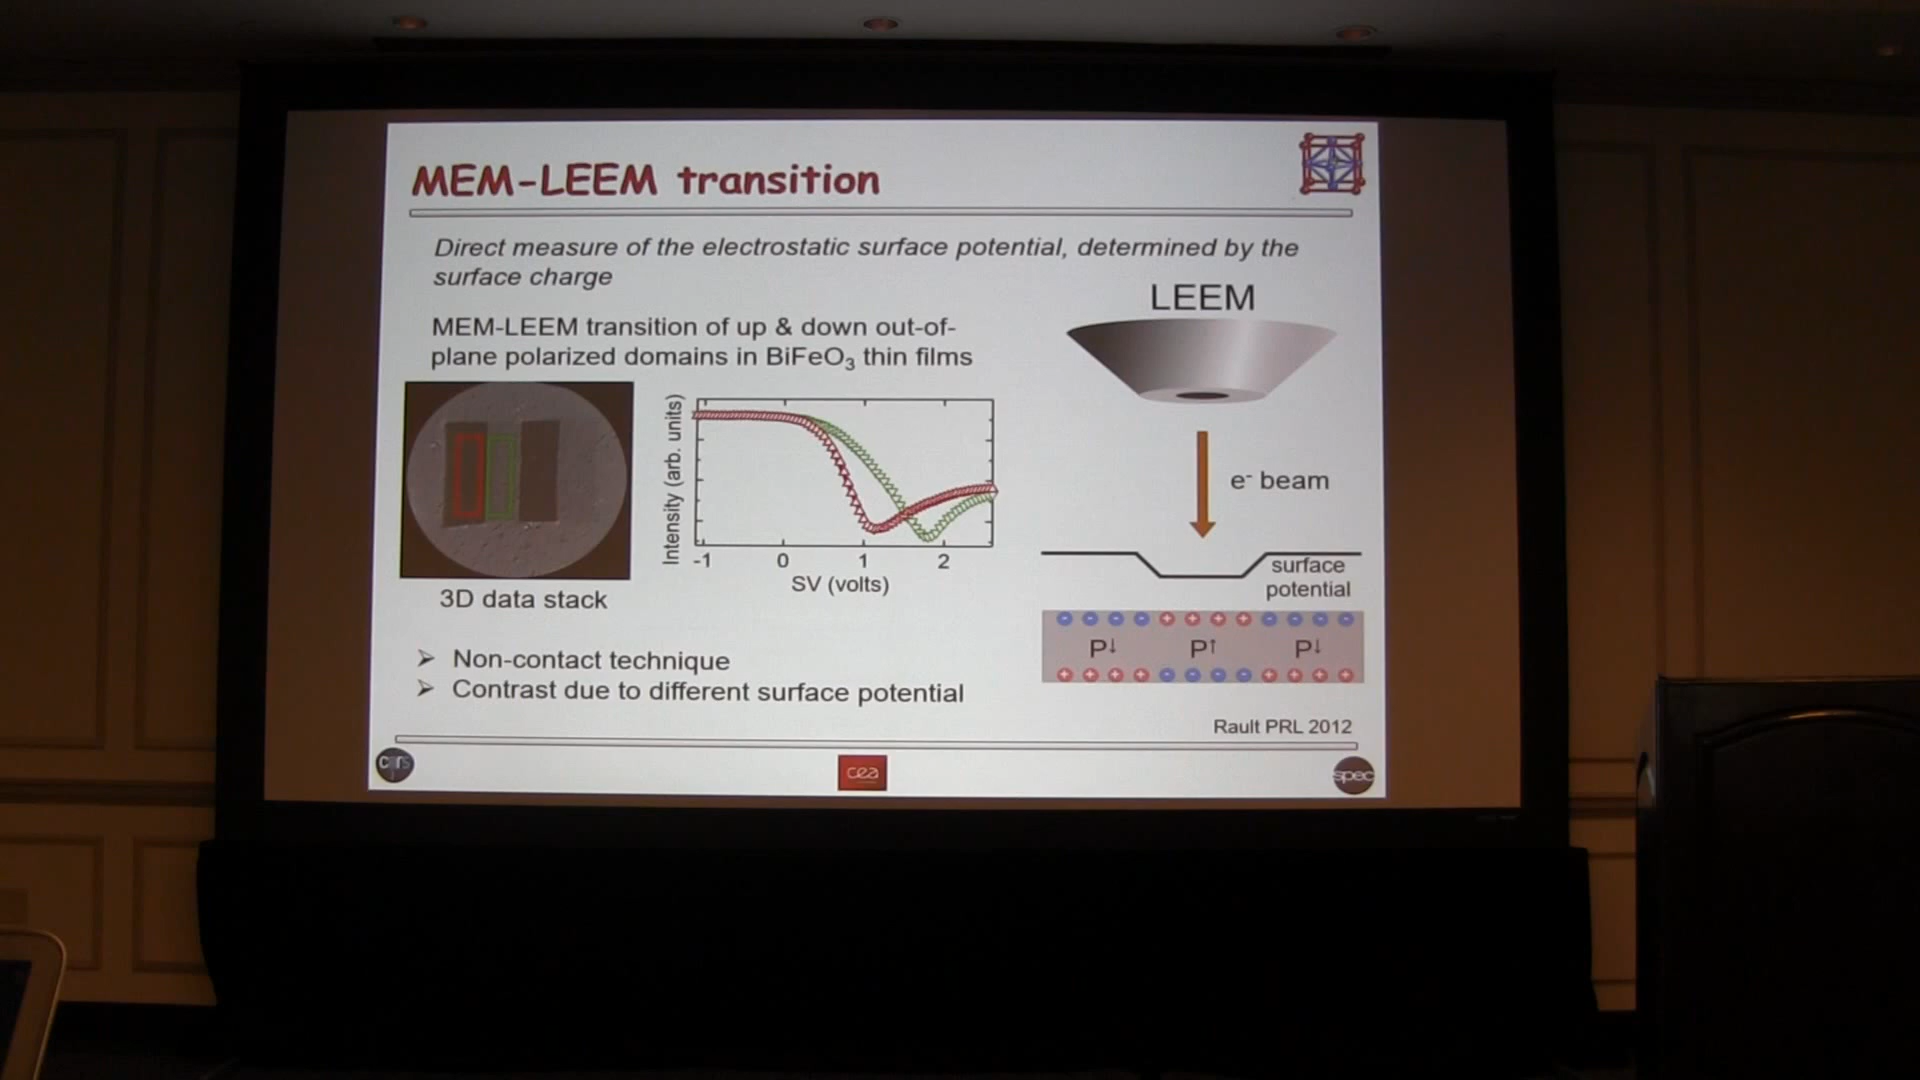 MEM-LEEM transition
Direct measure of the electrostatic surface potential, determined by the
surface charge
LEEM
MEM-LEEM transition of up & down out-of-
plane polarized domains in BiFeO₃ thin films
Intensity (arb. units)
-1 0 1 2
SV (volts)
3D data stack
e⁻ beam
surface
potential
- - - - + + + + - - - -
P↓ P↑ P↓
+ + + + - - - - + + + +
➢ Non-contact technique
➢ Contrast due to different surface potential
Rault PRL 2012
cnrs
cea
spec